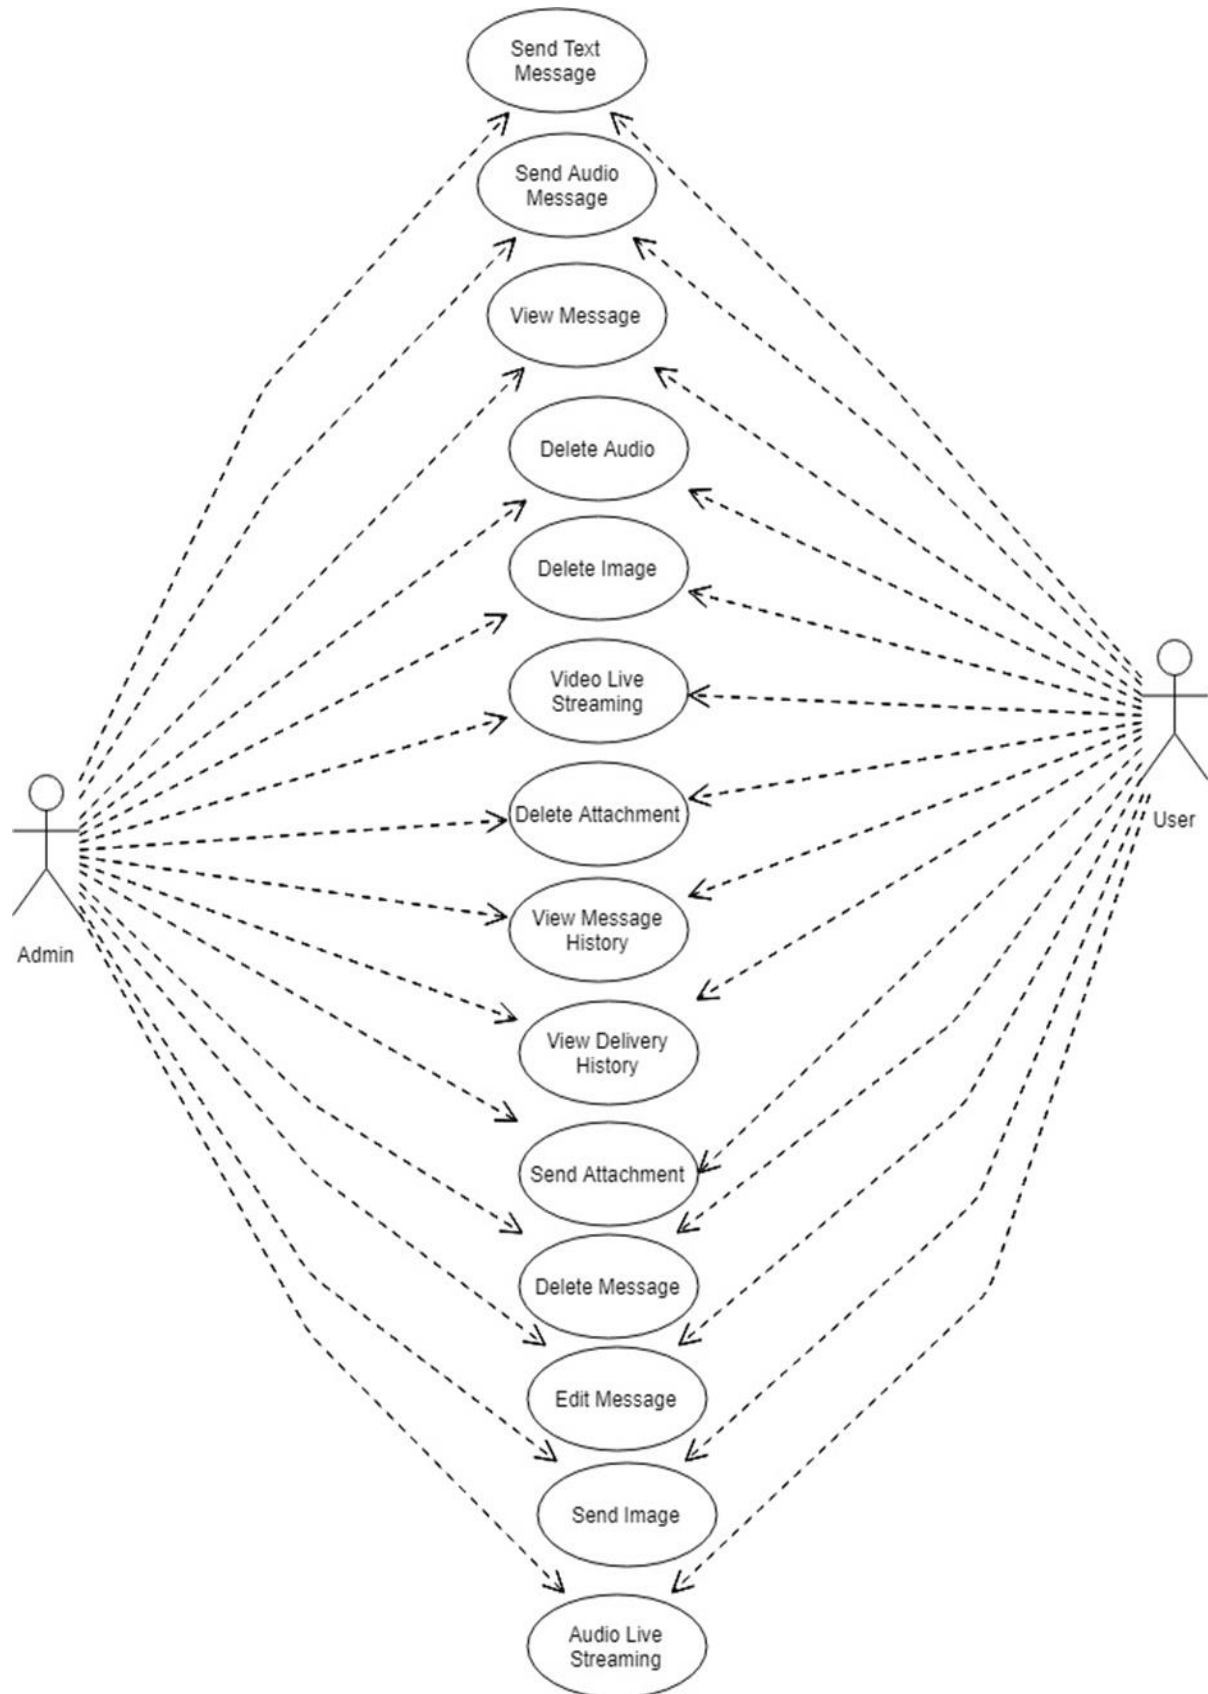 Send Text
Message
Send Audio
Message
View Message
Delete Audio
Delete Image
Video Live
Streaming
User
Delete Attachment
View Message
History
Admin
View Delivery
History
Send Attachment
Delete Message
Edit Message
Send Image
Audio Live
Streaming